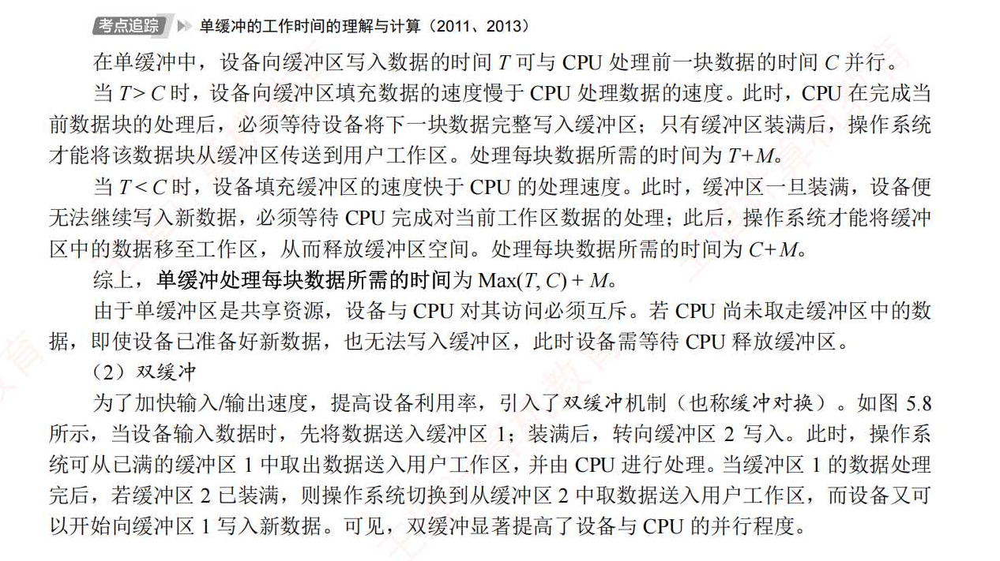 考点追踪 单缓冲的工作时间的理解与计算（2011、2013）
在单缓冲中，设备向缓冲区写入数据的时间 T 可与 CPU 处理前一块数据的时间 C 并行。
当 T > C 时，设备向缓冲区填充数据的速度慢于 CPU 处理数据的速度。此时，CPU 在完成当
前数据块的处理后，必须等待设备将下一块数据完整写入缓冲区；只有缓冲区装满后，操作系统
才能将该数据块从缓冲区传送到用户工作区。处理每块数据所需的时间为 T + M。
当 T < C 时，设备填充缓冲区的速度快于 CPU 的处理速度。此时，缓冲区一旦装满，设备便
无法继续写入新数据，必须等待 CPU 完成对当前工作区数据的处理；此后，操作系统才能将缓冲
区中的数据移至工作区，从而释放缓冲区空间。处理每块数据所需的时间为 C + M。
综上，单缓冲处理每块数据所需的时间为 Max(T, C) + M。
由于单缓冲区是共享资源，设备与 CPU 对其访问必须互斥。若 CPU 尚未取走缓冲区中的数
据，即使设备已准备好新数据，也无法写入缓冲区，此时设备需等待 CPU 释放缓冲区。
（2）双缓冲
为了加快输入/输出速度，提高设备利用率，引入了双缓冲机制（也称缓冲对换）。如图 5.8
所示，当设备输入数据时，先将数据送入缓冲区 1；装满后，转向缓冲区 2 写入。此时，操作系
统可从已满的缓冲区 1 中取出数据送入用户工作区，并由 CPU 进行处理。当缓冲区 1 的数据处理
完后，若缓冲区 2 已装满，则操作系统切换到从缓冲区 2 中取数据送入用户工作区，而设备又可
以开始向缓冲区 1 写入新数据。可见，双缓冲显著提高了设备与 CPU 的并行程度。